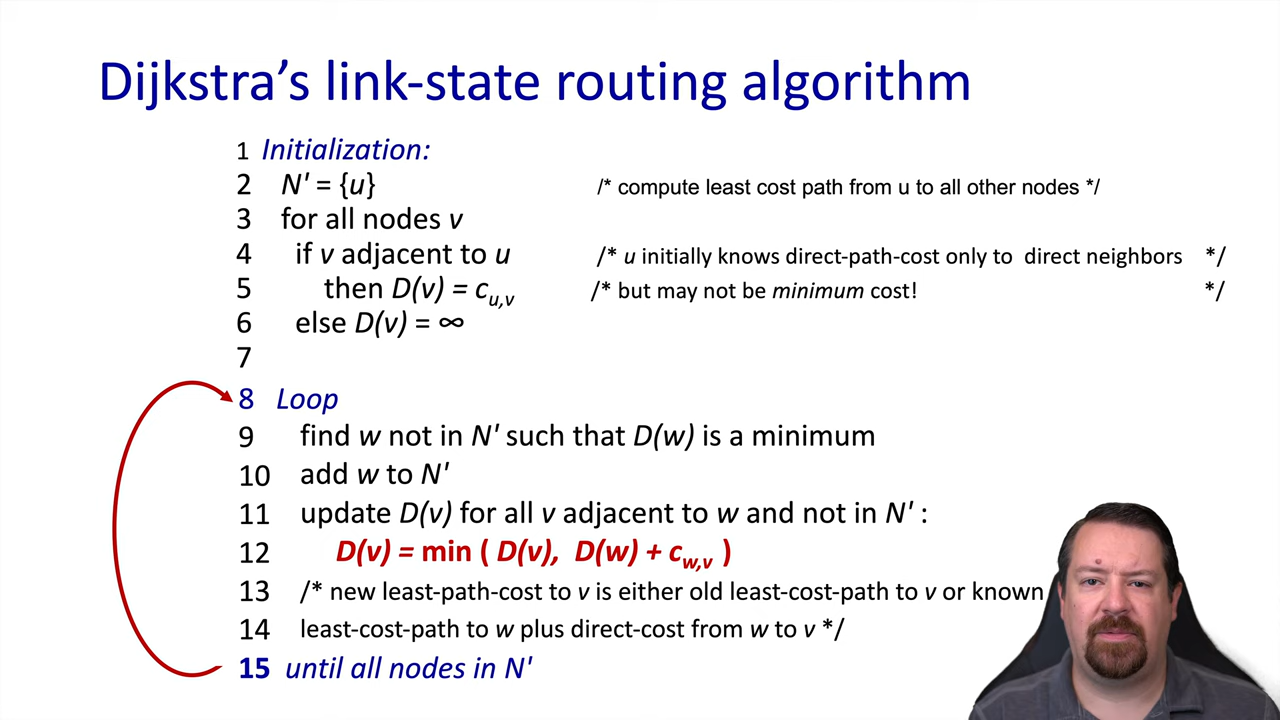 Dijkstra’s link-state routing algorithm
1 Initialization:
2 N' = {u} /* compute least cost path from u to all other nodes */
3 for all nodes v
4 if v adjacent to u /* u initially knows direct-path-cost only to direct neighbors */
5 then D(v) = cu,v /* but may not be minimum cost! */
6 else D(v) = ∞
7
8 Loop
9 find w not in N' such that D(w) is a minimum
10 add w to N'
11 update D(v) for all v adjacent to w and not in N' :
12 D(v) = min ( D(v), D(w) + cw,v )
13 /* new least-path-cost to v is either old least-cost-path to v or known
14 least-cost-path to w plus direct-cost from w to v */
15 until all nodes in N'